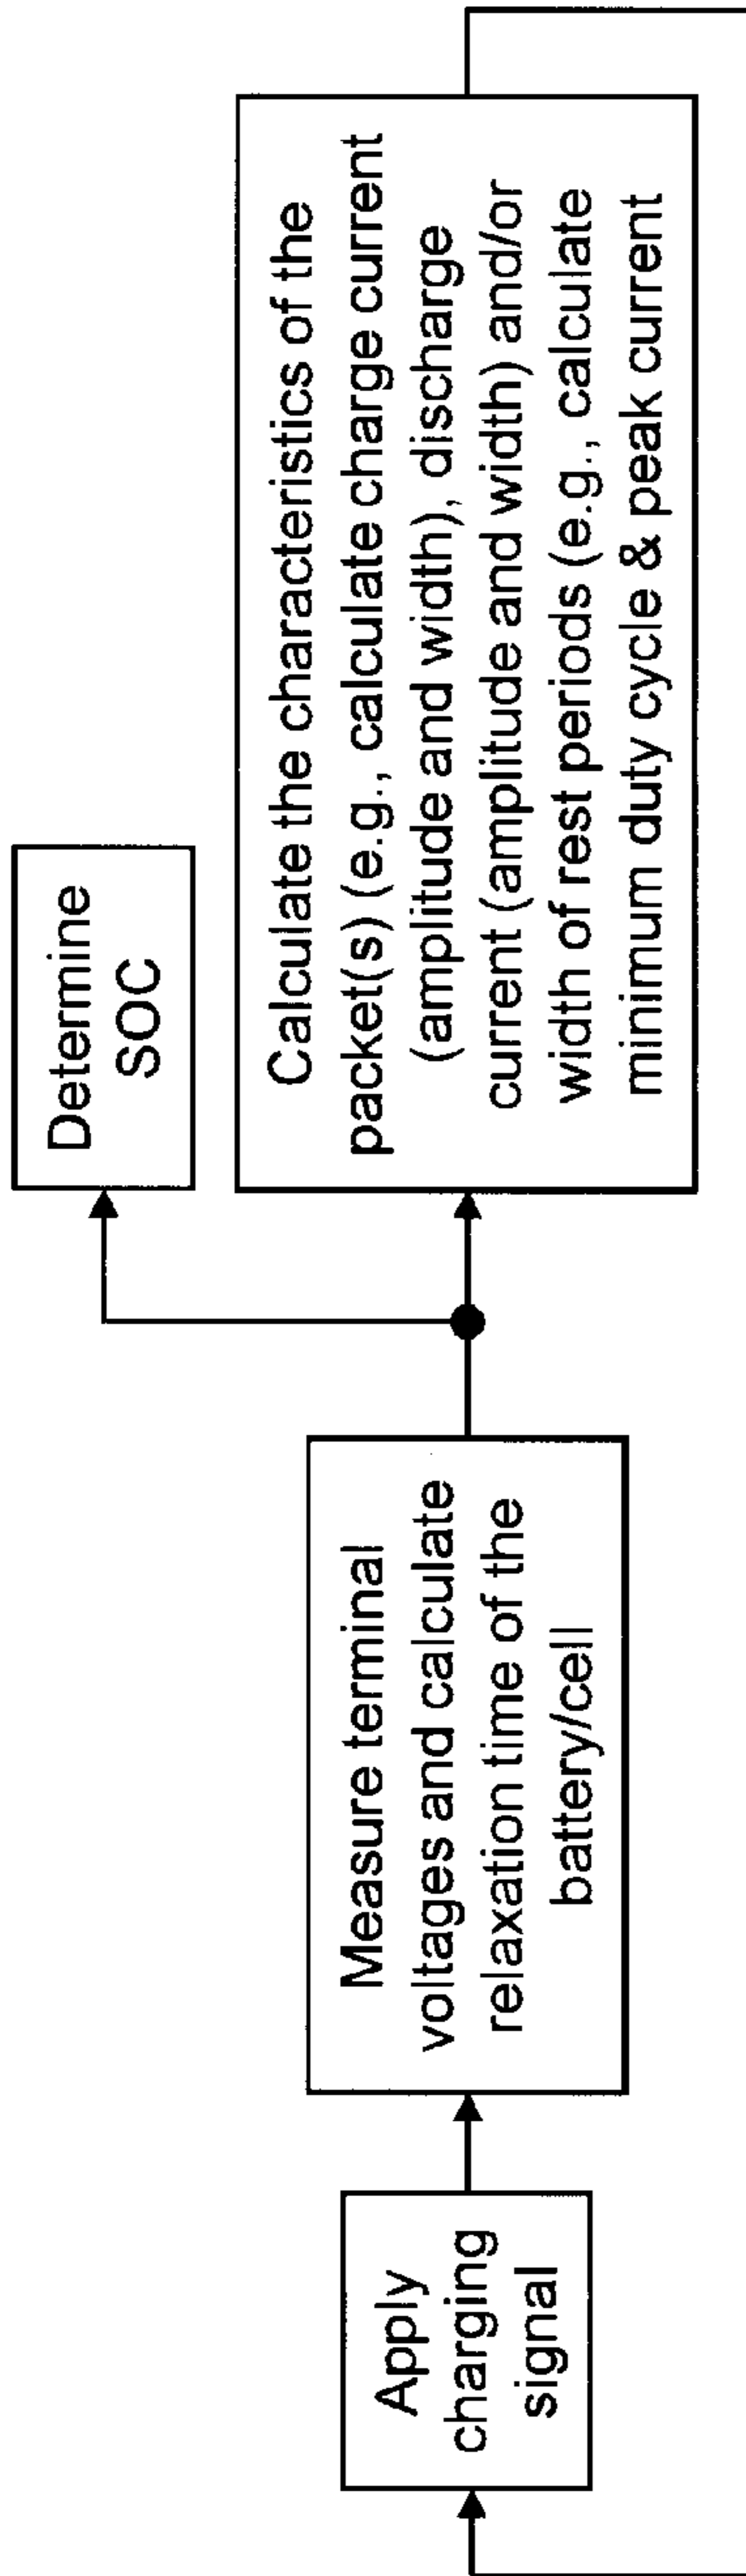 Apply
charging
signal
Measure terminal
voltages and calculate
relaxation time of the
battery/cell
Determine
SOC
Calculate the characteristics of the
packet(s) (e.g., calculate charge current
(amplitude and width), discharge
current (amplitude and width) and/or
width of rest periods (e.g., calculate
minimum duty cycle & peak current